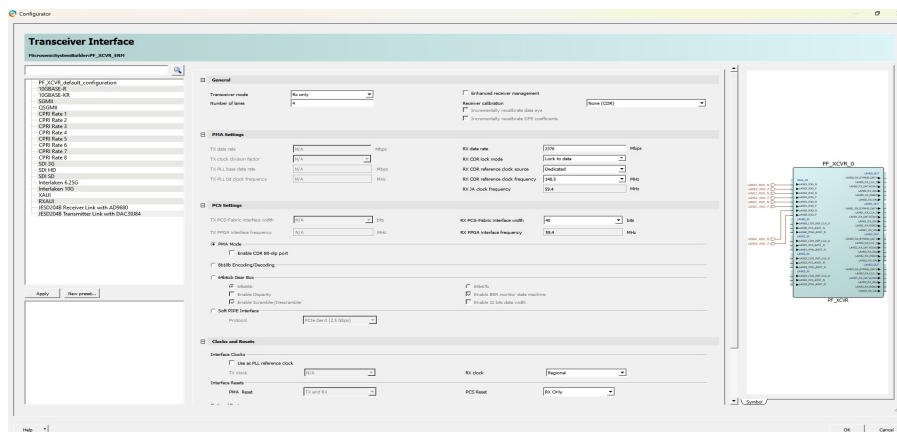 Configurator
Transceiver Interface
Microsemi:SystemBuilder:PF_XCVR_ERM
PF_XCVR_default_configuration
10GBASE-R
10GBASE-KR
SGMII
QSGMII
CPRI Rate 1
CPRI Rate 2
CPRI Rate 3
CPRI Rate 4
CPRI Rate 5
CPRI Rate 6
CPRI Rate 7
CPRI Rate 8
SDI 3G
SDI HD
SDI SD
Interlaken 6.25G
Interlaken 10G
XAUI
RXAUI
JESD204B Receiver Link with AD9680
JESD204B Transmitter Link with DAC39J84
Apply
New preset...
General
Transceiver mode Rx only
Enhanced receiver management
Number of lanes 4
Receiver calibration None (CDR)
Incrementally recalibrate data eye
Incrementally recalibrate DFE coefficients
PMA Settings
TX data rate N/A Mbps
RX data rate 2376 Mbps
TX clock division factor N/A
RX CDR lock mode Lock to data
TX PLL base data rate N/A Mbps
RX CDR reference clock source Dedicated
TX PLL bit clock frequency N/A MHz
RX CDR reference clock frequency 148.5 MHz
RX JA clock frequency 59.4 MHz
PCS Settings
TX PCS-Fabric interface width N/A bits
RX PCS-Fabric interface width 40 bits
TX FPGA interface frequency N/A MHz
RX FPGA interface frequency 59.4 MHz
PMA Mode
Enable CDR Bit-slip port
8b10b Encoding/Decoding
64b6xb Gear Box
64b66b
64b67b
Enable Disparity
Enable BER monitor state machine
Enable Scrambler/Descrambler
Enable 32 bits data width
Soft PIPE Interface
Protocol PCIe Gen1 (2.5 Gbps)
Clocks and Resets
Interface Clocks
Use as PLL reference clock
TX clock N/A
RX clock Regional
Interface Resets
PMA Reset TX and RX
PCS Reset RX Only
PF_XCVR_0
PF_XCVR
Symbol
Help
OK
Cancel